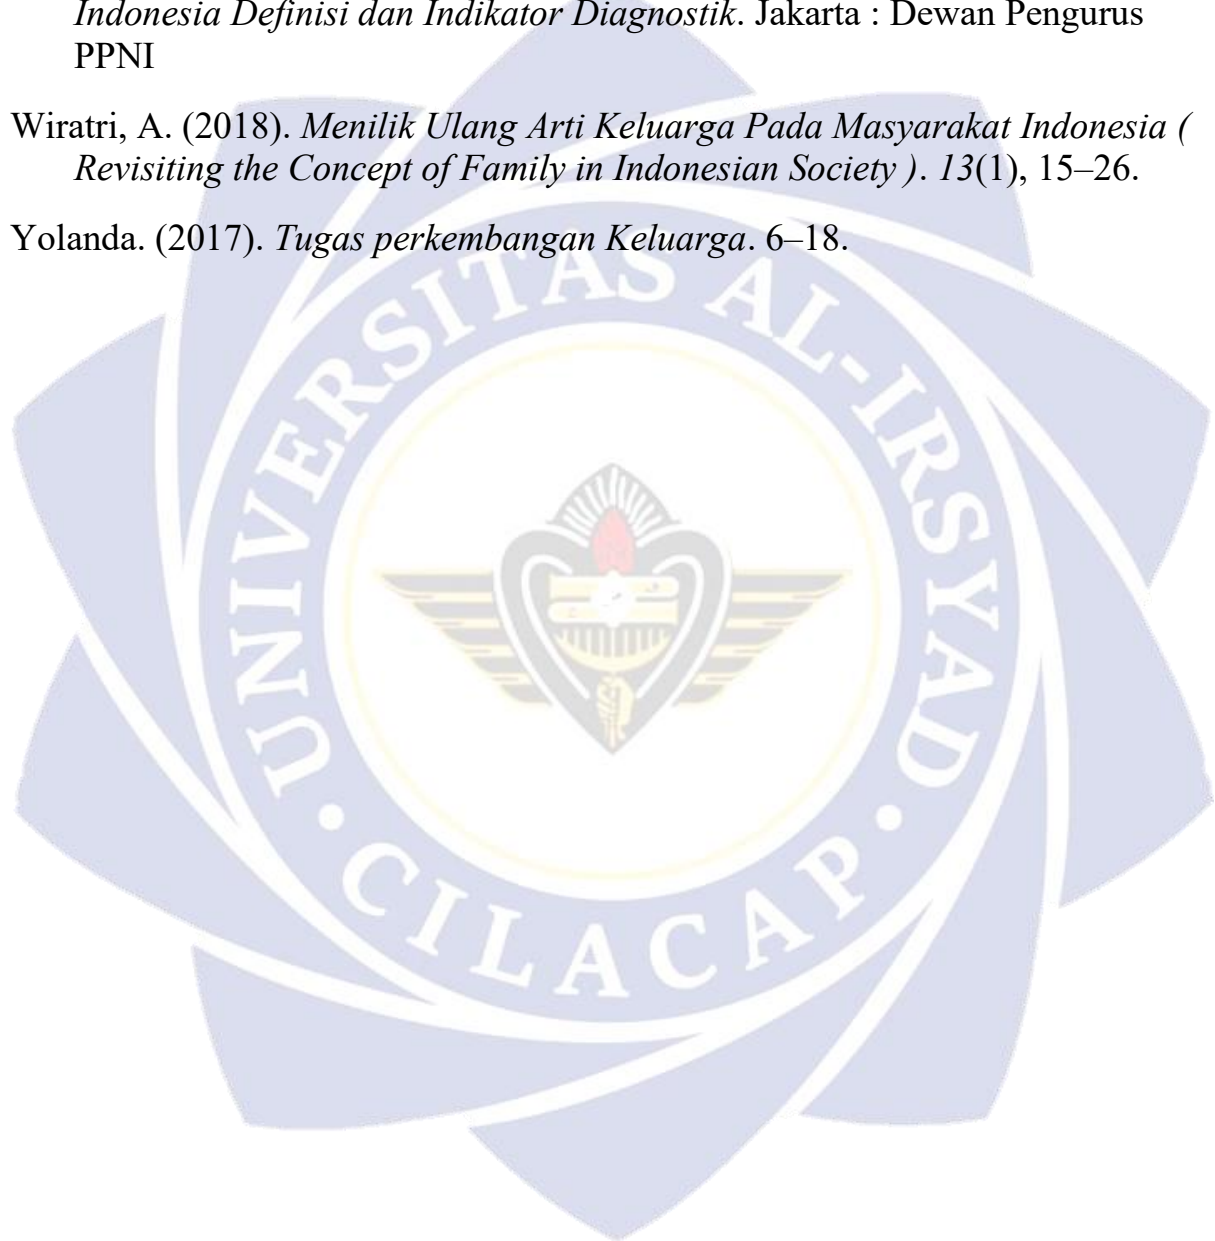 Indonesia Definisi dan Indikator Diagnostik. Jakarta : Dewan Pengurus
PPNI
Wiratri, A. (2018). Menilik Ulang Arti Keluarga Pada Masyarakat Indonesia (
Revisiting the Concept of Family in Indonesian Society ). 13(1), 15–26.
Yolanda. (2017). Tugas perkembangan Keluarga. 6–18.
UNIVERSITAS AL-IRSYAD
CILACAP